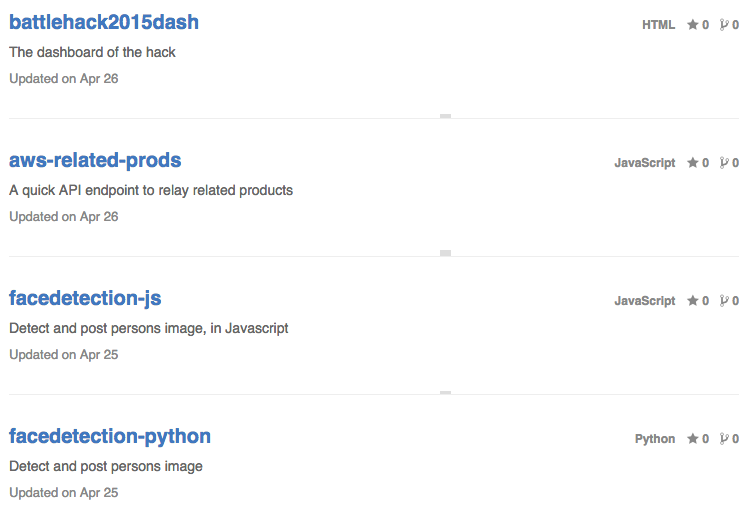 battlehack2015dash HTML 0 0
The dashboard of the hack
Updated on Apr 26
aws-related-prods JavaScript 0 0
A quick API endpoint to relay related products
Updated on Apr 26
facedetection-js JavaScript 0 0
Detect and post persons image, in Javascript
Updated on Apr 25
facedetection-python Python 0 0
Detect and post persons image
Updated on Apr 25